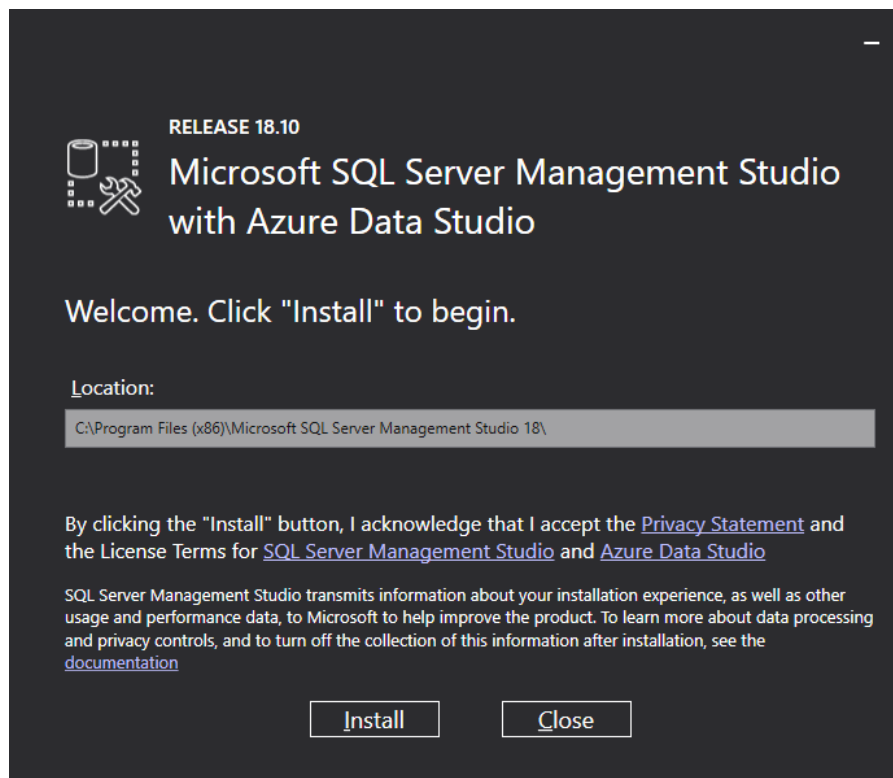 RELEASE 18.10
Microsoft SQL Server Management Studio
with Azure Data Studio
Welcome. Click "Install" to begin.
Location:
C:\Program Files (x86)\Microsoft SQL Server Management Studio 18\
By clicking the "Install" button, I acknowledge that I accept the Privacy Statement and
the License Terms for SQL Server Management Studio and Azure Data Studio
SQL Server Management Studio transmits information about your installation experience, as well as other
usage and performance data, to Microsoft to help improve the product. To learn more about data processing
and privacy controls, and to turn off the collection of this information after installation, see the
documentation
Install Close